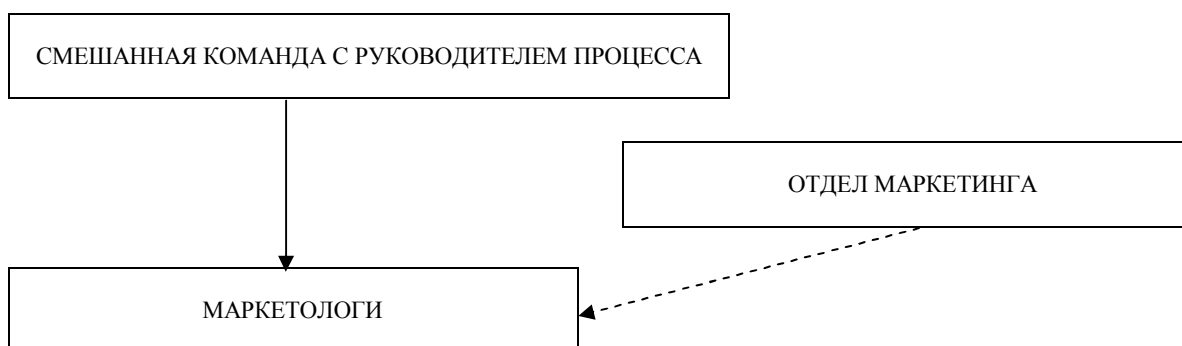 СМЕШАННАЯ КОМАНДА С РУКОВОДИТЕЛЕМ ПРОЦЕССА
ОТДЕЛ МАРКЕТИНГА
МАРКЕТОЛОГИ